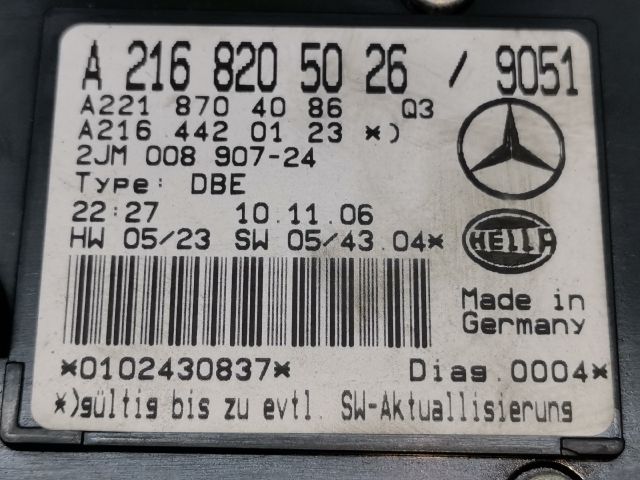 A 216 820 50 26 / 9051
A221 870 40 86 Q3
A216 442 01 23 *)
2JM 008 907-24
Type: DBE
22:27 10.11.06
HW 05/23 SW 05/43.04*
HELLA
Made in
Germany
*0102430837* Diag.0004*
*)gültig bis zu evtl. SW-Aktuallisierung